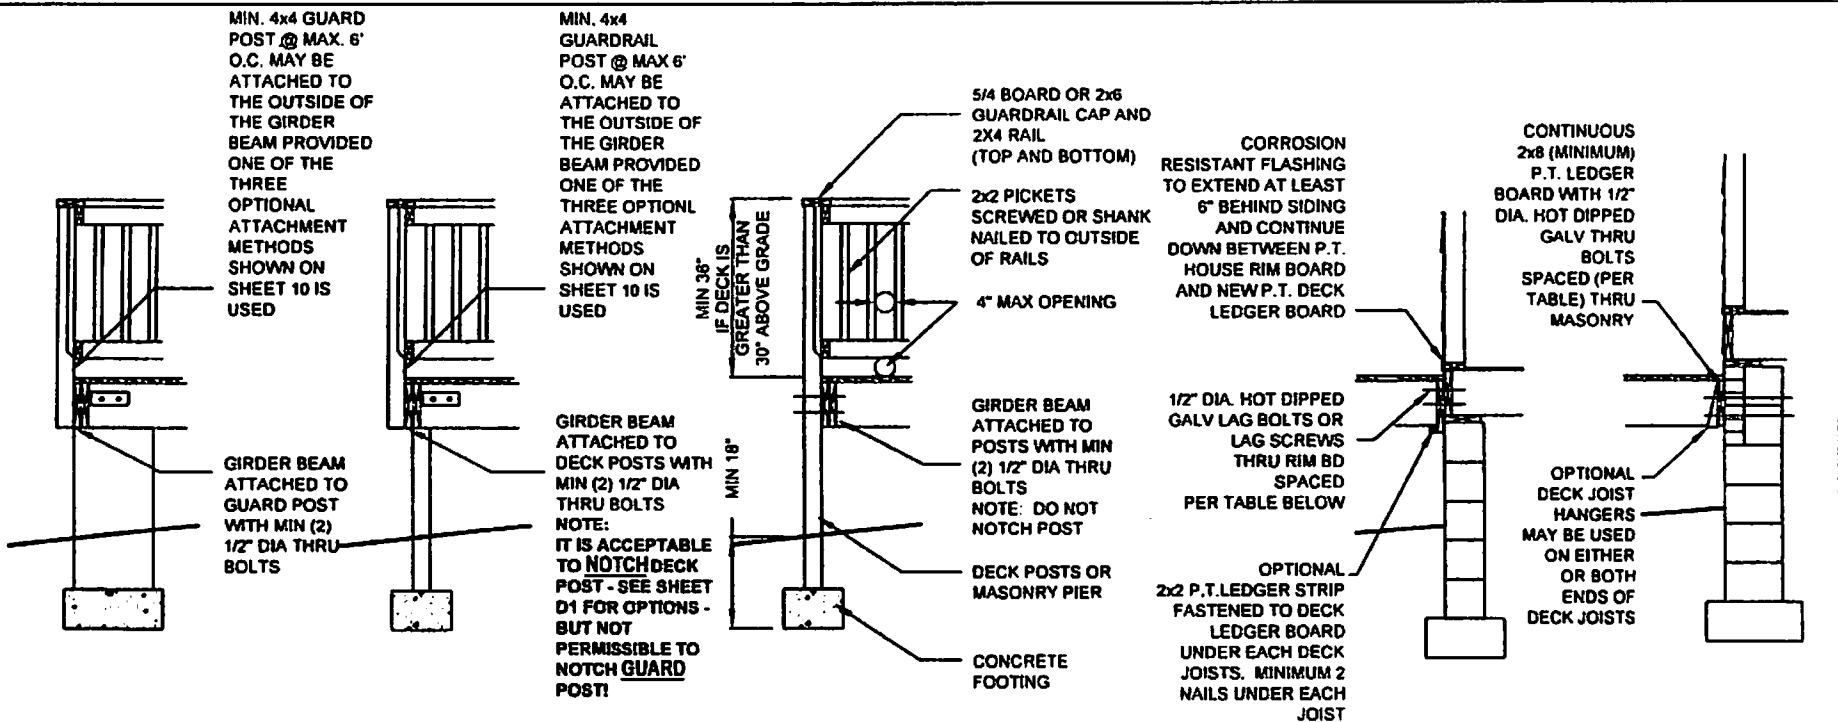 MIN. 4x4 GUARD
POST @ MAX. 6'
O.C. MAY BE
ATTACHED TO
THE OUTSIDE OF
THE GIRDER
BEAM PROVIDED
ONE OF THE
THREE
OPTIONAL
ATTACHMENT
METHODS
SHOWN ON
SHEET 10 IS
USED
GIRDER BEAM
ATTACHED TO
GUARD POST
WITH MIN (2)
1/2" DIA THRU
BOLTS
MIN. 4x4
GUARDRAIL
POST @ MAX 6'
O.C. MAY BE
ATTACHED TO
THE OUTSIDE OF
THE GIRDER
BEAM PROVIDED
ONE OF THE
THREE OPTIONL
ATTACHMENT
METHODS
SHOWN ON
SHEET 10 IS
USED
GIRDER BEAM
ATTACHED TO
DECK POSTS WITH
MIN (2) 1/2" DIA
THRU BOLTS
NOTE:
IT IS ACCEPTABLE
TO NOTCH DECK
POST - SEE SHEET
D1 FOR OPTIONS -
BUT NOT
PERMISSIBLE TO
NOTCH GUARD
POST!
MIN 36"
IF DECK IS
GREATER THAN
30" ABOVE GRADE
MIN 18"
5/4 BOARD OR 2x6
GUARDRAIL CAP AND
2X4 RAIL
(TOP AND BOTTOM)
2x2 PICKETS
SCREWED OR SHANK
NAILED TO OUTSIDE
OF RAILS
4" MAX OPENING
GIRDER BEAM
ATTACHED TO
POSTS WITH MIN
(2) 1/2" DIA THRU
BOLTS
NOTE: DO NOT
NOTCH POST
DECK POSTS OR
MASONRY PIER
CONCRETE
FOOTING
CORROSION
RESISTANT FLASHING
TO EXTEND AT LEAST
6" BEHIND SIDING
AND CONTINUE
DOWN BETWEEN P.T.
HOUSE RIM BOARD
AND NEW P.T. DECK
LEDGER BOARD
1/2" DIA. HOT DIPPED
GALV LAG BOLTS OR
LAG SCREWS
THRU RIM BD
SPACED
PER TABLE BELOW
OPTIONAL
2x2 P.T.LEDGER STRIP
FASTENED TO DECK
LEDGER BOARD
UNDER EACH DECK
JOISTS. MINIMUM 2
NAILS UNDER EACH
JOIST
CONTINUOUS
2x8 (MINIMUM)
P.T. LEDGER
BOARD WITH 1/2"
DIA. HOT DIPPED
GALV THRU
BOLTS
SPACED (PER
TABLE) THRU
MASONRY
OPTIONAL
DECK JOIST
HANGERS
MAY BE USED
ON EITHER
OR BOTH
ENDS OF
DECK JOISTS